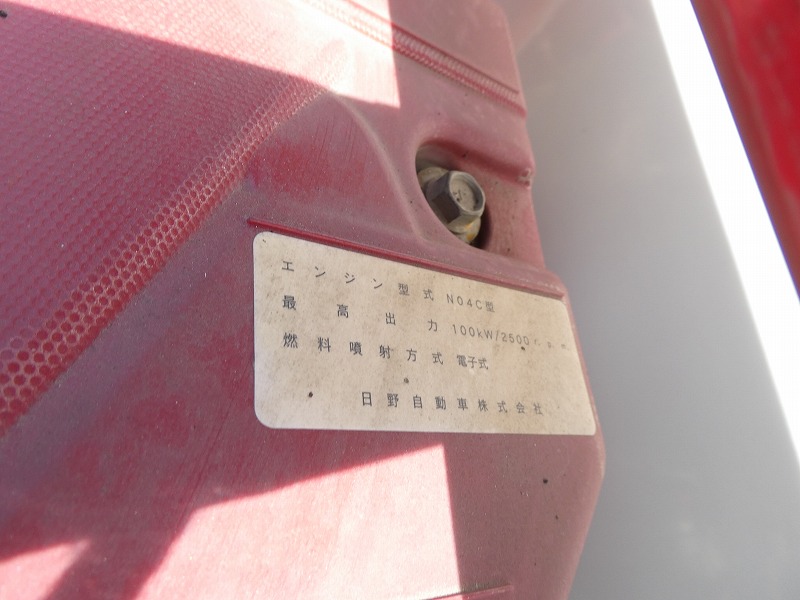 エンジン型式 N04C型
最高出力 100kW/2500r.p.m.
燃料噴射方式 電子式
日野自動車株式会社